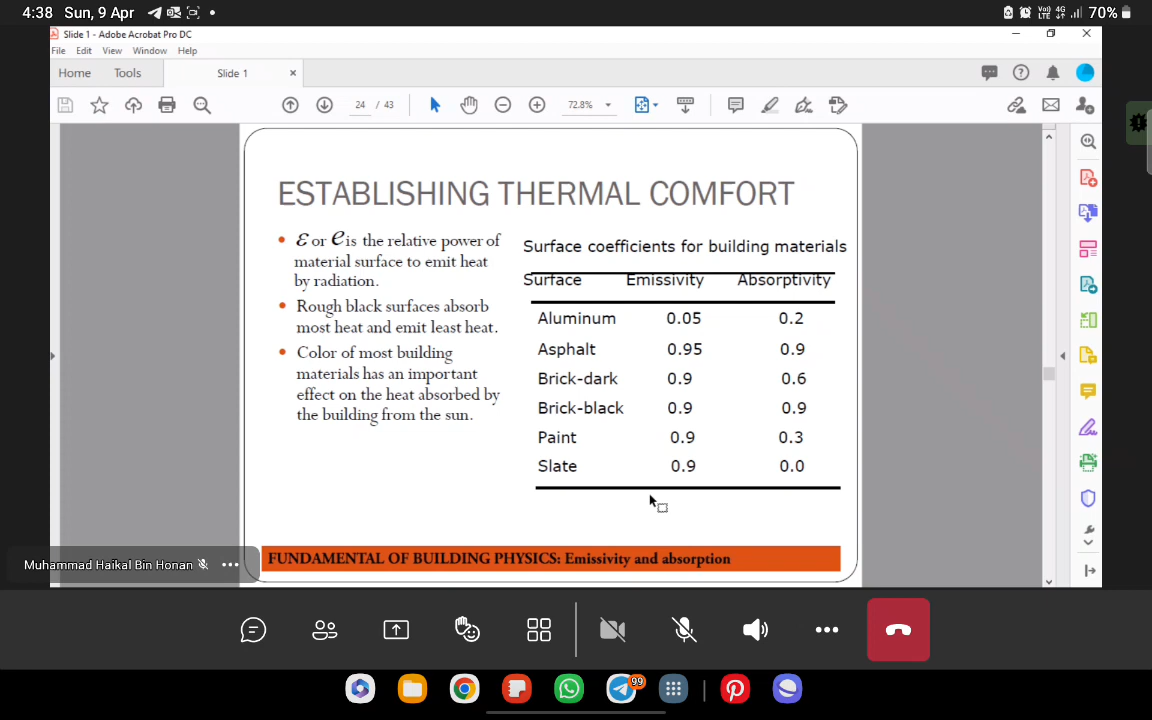 4:38 Sun, 9 Apr
VoI) LTE 4G 70%
Slide 1 - Adobe Acrobat Pro DC
File Edit View Window Help
Home Tools Slide 1
24 / 43 72.8%
ESTABLISHING THERMAL COMFORT
• ε or e is the relative power of
material surface to emit heat
by radiation.
• Rough black surfaces absorb
most heat and emit least heat.
• Color of most building
materials has an important
effect on the heat absorbed by
the building from the sun.
Surface coefficients for building materials
Surface Emissivity Absorptivity
Aluminum 0.05 0.2
Asphalt 0.95 0.9
Brick-dark 0.9 0.6
Brick-black 0.9 0.9
Paint 0.9 0.3
Slate 0.9 0.0
FUNDAMENTAL OF BUILDING PHYSICS: Emissivity and absorption
Muhammad Haikal Bin Honan
99